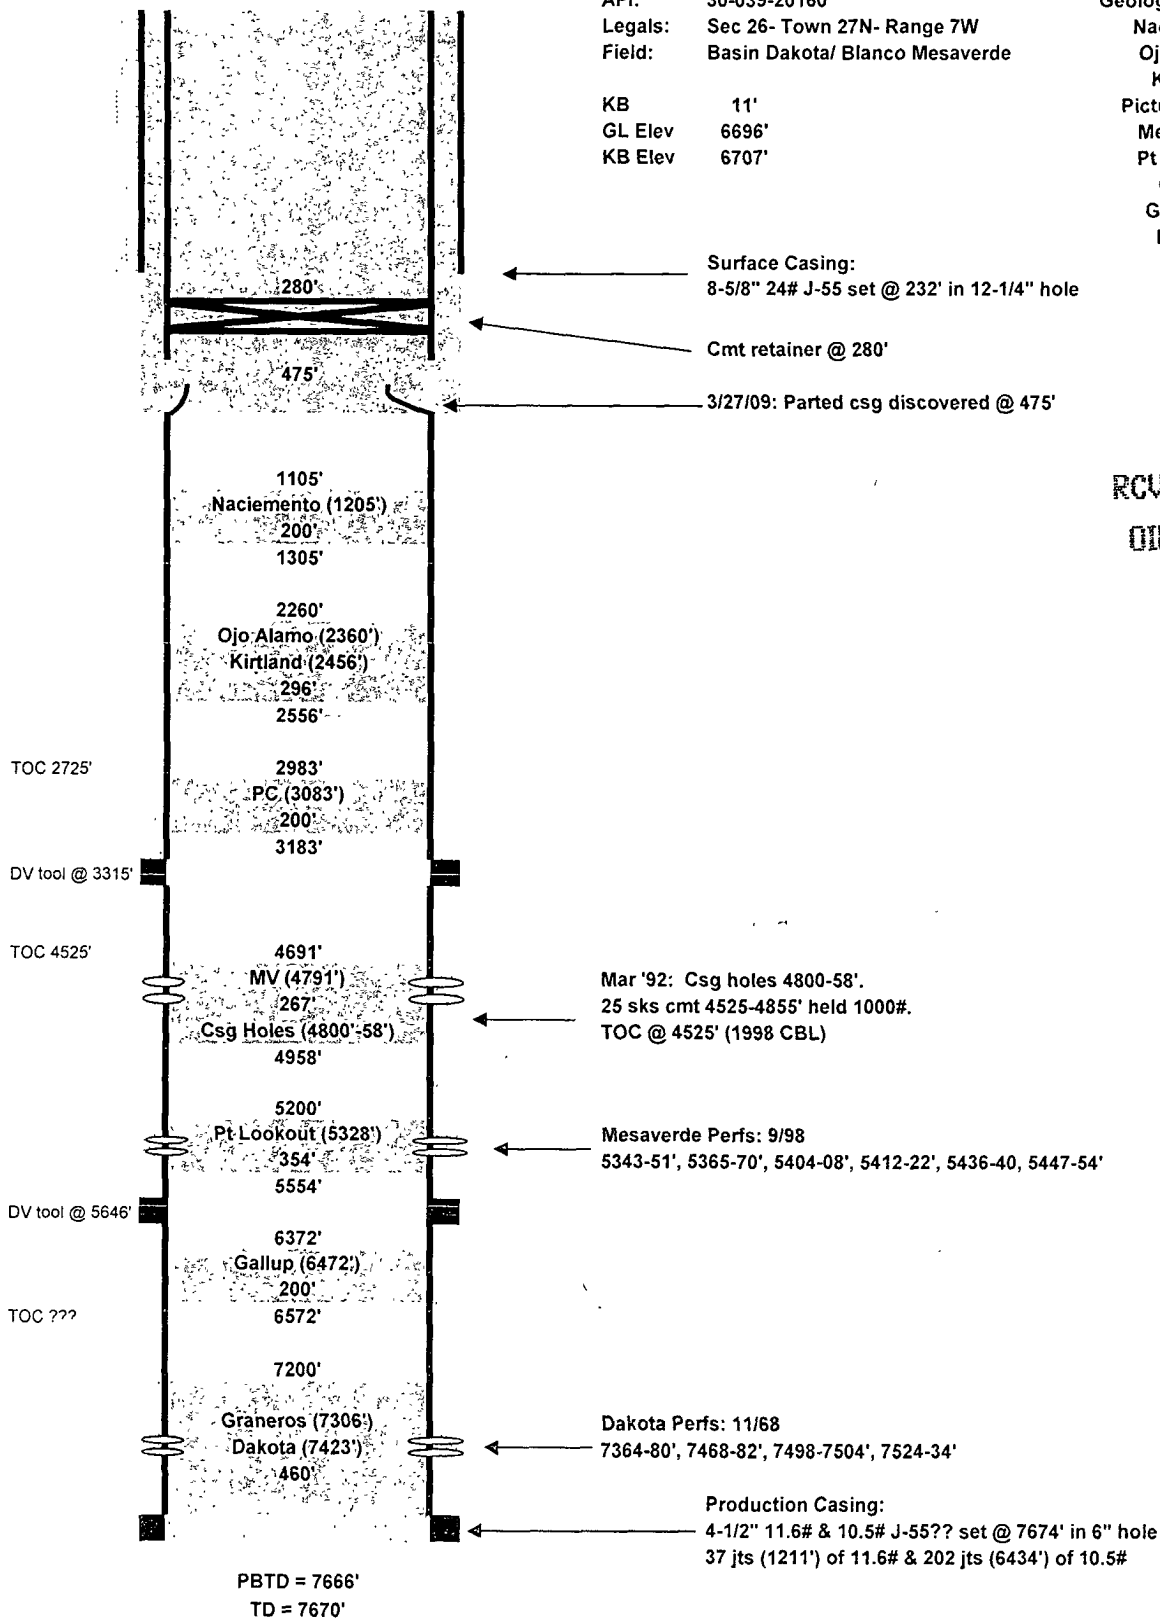 API: 30-039-20160
Legals: Sec 26- Town 27N- Range 7W
Field: Basin Dakota/ Blanco Mesaverde
KB 11'
GL Elev 6696'
KB Elev 6707'
Surface Casing:
8-5/8" 24# J-55 set @ 232' in 12-1/4" hole
280'
Cmt retainer @ 280'
475'
3/27/09: Parted csg discovered @ 475'
RCV
1105'
Naciemento (1205')
200'
1305'
2260'
Ojo Alamo (2360')
Kirtland (2456')
296'
2556'
TOC 2725'
2983'
PC (3083')
200'
3183'
DV tool @ 3315'
TOC 4525'
4691'
MV (4791')
267'
Csg Holes (4800'-58')
4958'
Mar '92: Csg holes 4800-58'.
25 sks cmt 4525-4855' held 1000#.
TOC @ 4525' (1998 CBL)
5200'
Pt Lookout (5328')
354'
5554'
Mesaverde Perfs: 9/98
5343-51', 5365-70', 5404-08', 5412-22', 5436-40, 5447-54'
DV tool @ 5646'
6372'
Gallup (6472')
200'
6572'
TOC ???
7200'
Graneros (7306')
Dakota (7423')
460'
Dakota Perfs: 11/68
7364-80', 7468-82', 7498-7504', 7524-34'
Production Casing:
4-1/2" 11.6# & 10.5# J-55?? set @ 7674' in 6" hole
37 jts (1211') of 11.6# & 202 jts (6434') of 10.5#
PBTD = 7666'
TD = 7670'